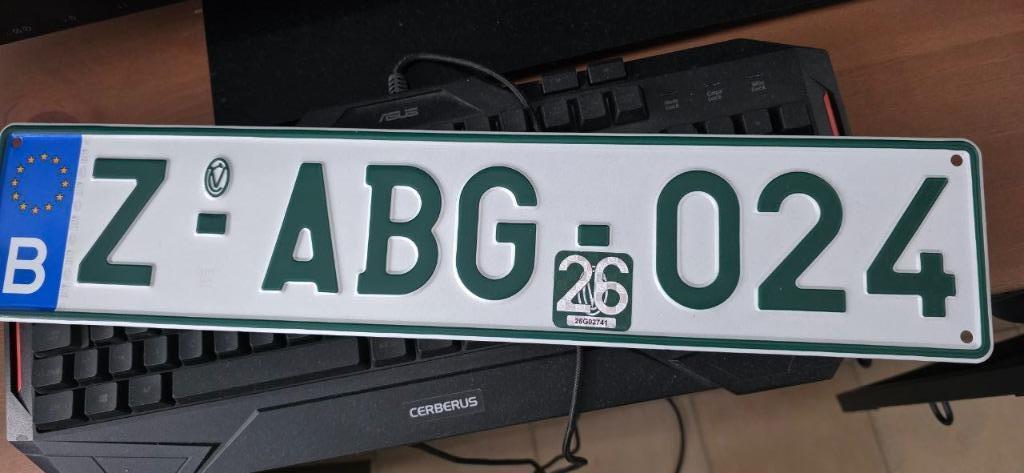 ASUS
B Z-ABG-024
26
26G02741
CERBERUS